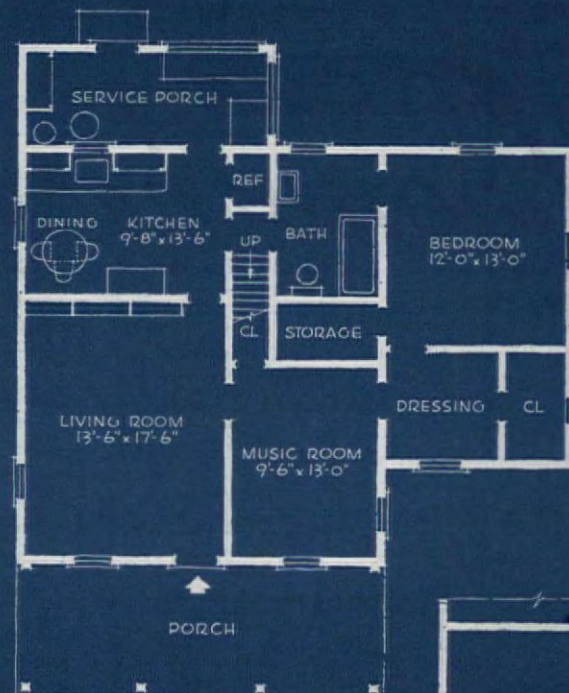 SERVICE PORCH
REF
DINING
KITCHEN
9'-8" x 13'-6"
UP
BATH
BEDROOM
12'-0" x 13'-0"
CL
STORAGE
LIVING ROOM
13'-6" x 17'-6"
MUSIC ROOM
9'-6" x 13'-0"
DRESSING
CL
PORCH